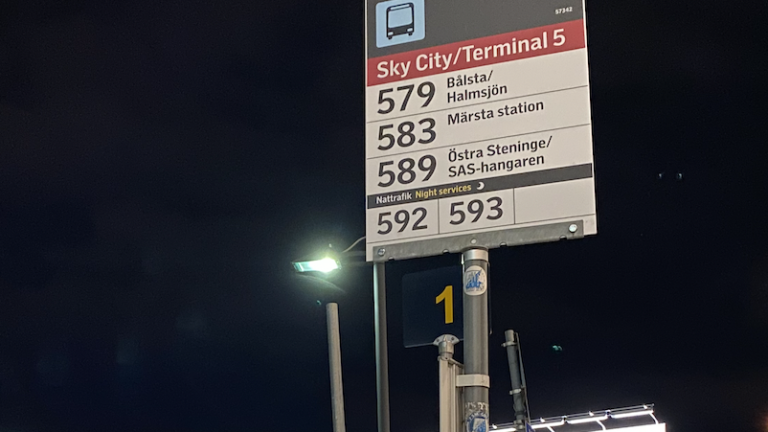 57342
Sky City/Terminal 5
579 Bålsta/
Halmsjön
583 Märsta station
589 Östra Steninge/
SAS-hangaren
Nattrafik Night services
592 593
1